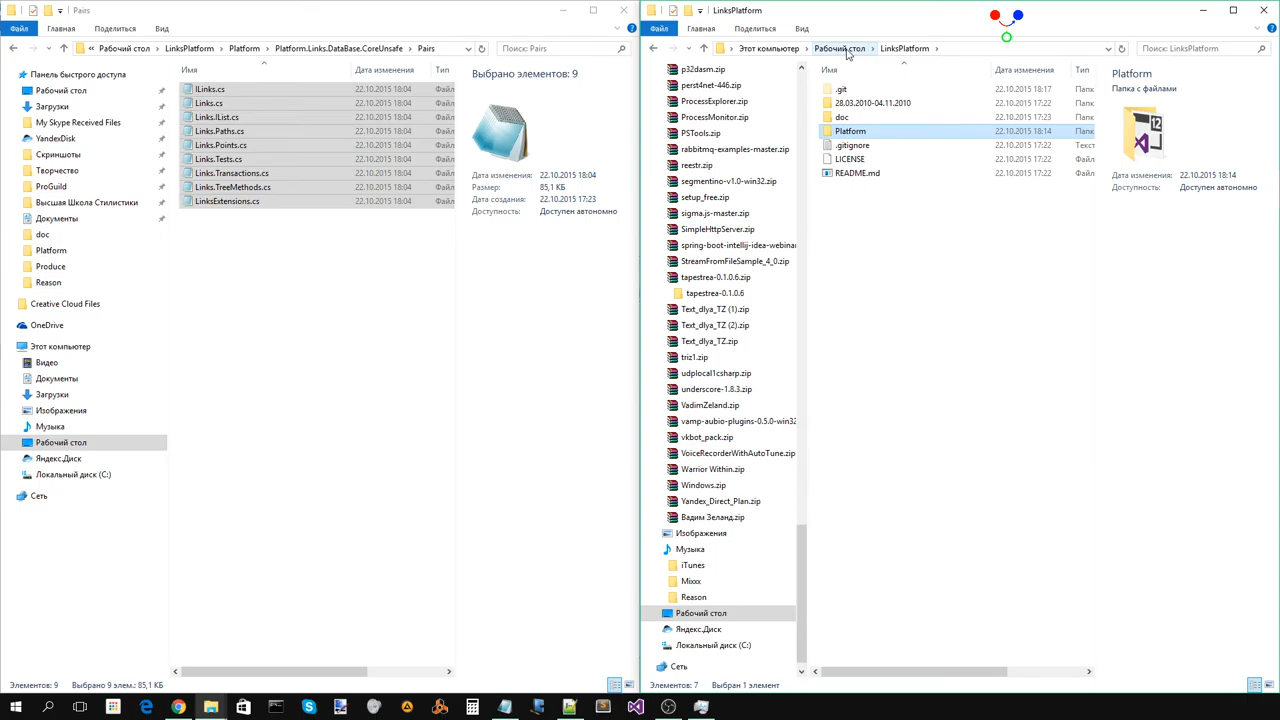 Pairs
Файл
Главная
Поделиться
Вид
Рабочий стол
LinksPlatform
Platform
Platform.Links.DataBase.CoreUnsafe
Pairs
Поиск: Pairs
Панель быстрого доступа
Рабочий стол
Загрузки
My Skype Received Files
YandexDisk
Скриншоты
Творчество
ProGuild
Высшая Школа Стилистики
Документы
doc
Platform
Produce
Reason
Creative Cloud Files
OneDrive
Этот компьютер
Видео
Документы
Загрузки
Изображения
Музыка
Рабочий стол
Яндекс.Диск
Локальный диск (C:)
Сеть
Имя
Дата изменения
Тип
ILinks.cs 22.10.2015 18:04 Файл
Links.cs 22.10.2015 18:04 Файл
Links.IList.cs 22.10.2015 18:04 Файл
Links.Paths.cs 22.10.2015 18:04 Файл
Links.Points.cs 22.10.2015 18:04 Файл
Links.Tests.cs 22.10.2015 18:04 Файл
Links.Transactions.cs 22.10.2015 18:04 Файл
Links.TreeMethods.cs 22.10.2015 18:04 Файл
LinksExtensions.cs 22.10.2015 18:04 Файл
Выбрано элементов: 9
Дата изменения: 22.10.2015 18:04
Размер: 85,1 КБ
Дата создания: 22.10.2015 17:23
Доступность: Доступен автономно
Элементов: 9
Выбрано 9 элем.: 85,1 КБ
LinksPlatform
Файл
Главная
Поделиться
Вид
Этот компьютер
Рабочий стол
LinksPlatform
Поиск: LinksPlatform
p32dasm.zip
perst4net-446.zip
ProcessExplorer.zip
ProcessMonitor.zip
PSTools.zip
rabbitmq-examples-master.zip
reestr.zip
segmentino-v1.0-win32.zip
setup_free.zip
sigma.js-master.zip
SimpleHttpServer.zip
spring-boot-intellij-idea-webinar
StreamFromFileSample_4_0.zip
tapestrea-0.1.0.6.zip
tapestrea-0.1.0.6
Text_dlya_TZ (1).zip
Text_dlya_TZ (2).zip
Text_dlya_TZ.zip
triz1.zip
udplocal1csharp.zip
underscore-1.8.3.zip
VadimZeland.zip
vamp-aubio-plugins-0.5.0-win32
vkbot_pack.zip
VoiceRecorderWithAutoTune.zip
Warrior Within.zip
Windows.zip
Yandex_Direct_Plan.zip
Вадим Зеланд.zip
Изображения
Музыка
iTunes
Mixxx
Reason
Рабочий стол
Яндекс.Диск
Локальный диск (C:)
Сеть
Имя
Дата изменения
Тип
.git 22.10.2015 18:17 Папк
28.03.2010-04.11.2010 22.10.2015 17:22 Папк
doc 22.10.2015 17:23 Папк
Platform 22.10.2015 18:14 Папк
.gitignore 22.10.2015 17:22 Текст
LICENSE 22.10.2015 17:22 Файл
README.md 22.10.2015 17:22 Файл
Platform
Папка с файлами
12
Дата изменения: 22.10.2015 18:14
Доступность: Доступен автономно
Элементов: 7
Выбран 1 элемент